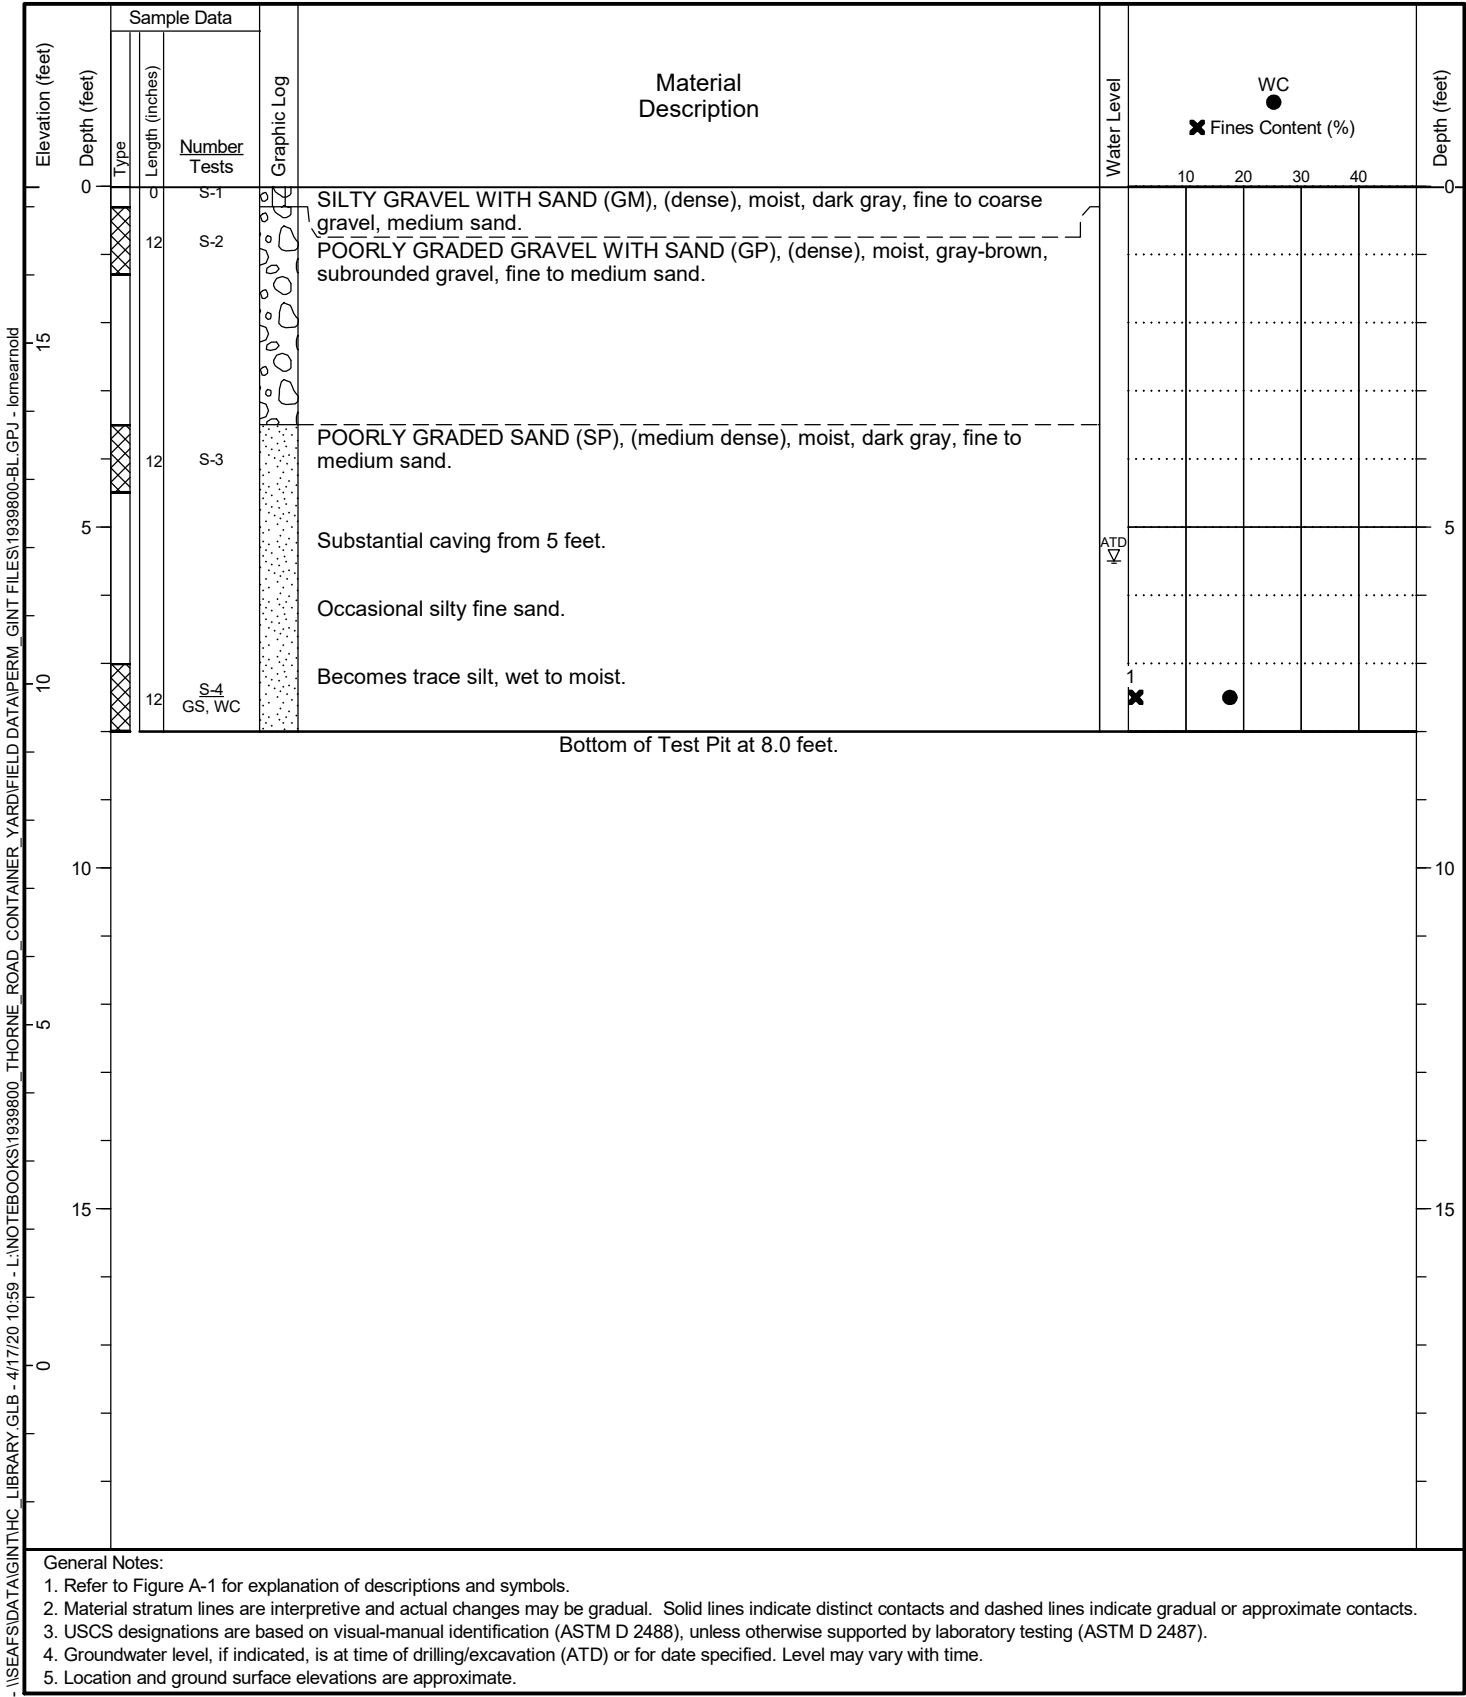 Sample Data
Elevation (feet)
Depth (feet)
Type
Length (inches)
Number
Tests
Graphic Log
Material
Description
Water Level
WC
Fines Content (%)
Depth (feet)
10 20 30 40
0 0 S-1 SILTY GRAVEL WITH SAND (GM), (dense), moist, dark gray, fine to coarse 0
gravel, medium sand.
12 S-2 POORLY GRADED GRAVEL WITH SAND (GP), (dense), moist, gray-brown,
subrounded gravel, fine to medium sand.
15
POORLY GRADED SAND (SP), (medium dense), moist, dark gray, fine to
12 S-3 medium sand.
5 5
Substantial caving from 5 feet. ATD
Occasional silty fine sand.
10 Becomes trace silt, wet to moist. 1
12 S-4
GS, WC
Bottom of Test Pit at 8.0 feet.
10 10
5
15 15
0
General Notes:
1. Refer to Figure A-1 for explanation of descriptions and symbols.
2. Material stratum lines are interpretive and actual changes may be gradual. Solid lines indicate distinct contacts and dashed lines indicate gradual or approximate contacts.
3. USCS designations are based on visual-manual identification (ASTM D 2488), unless otherwise supported by laboratory testing (ASTM D 2487).
4. Groundwater level, if indicated, is at time of drilling/excavation (ATD) or for date specified. Level may vary with time.
5. Location and ground surface elevations are approximate.
- \\SEAFS\DATA\GINT\HC_LIBRARY.GLB - 4/17/20 10:59 - L:\NOTEBOOKS\1939800_THORNE_ROAD_CONTAINER_YARD\FIELD DATA\PERM_GINT FILES\1939800-BL.GPJ - lornearnold